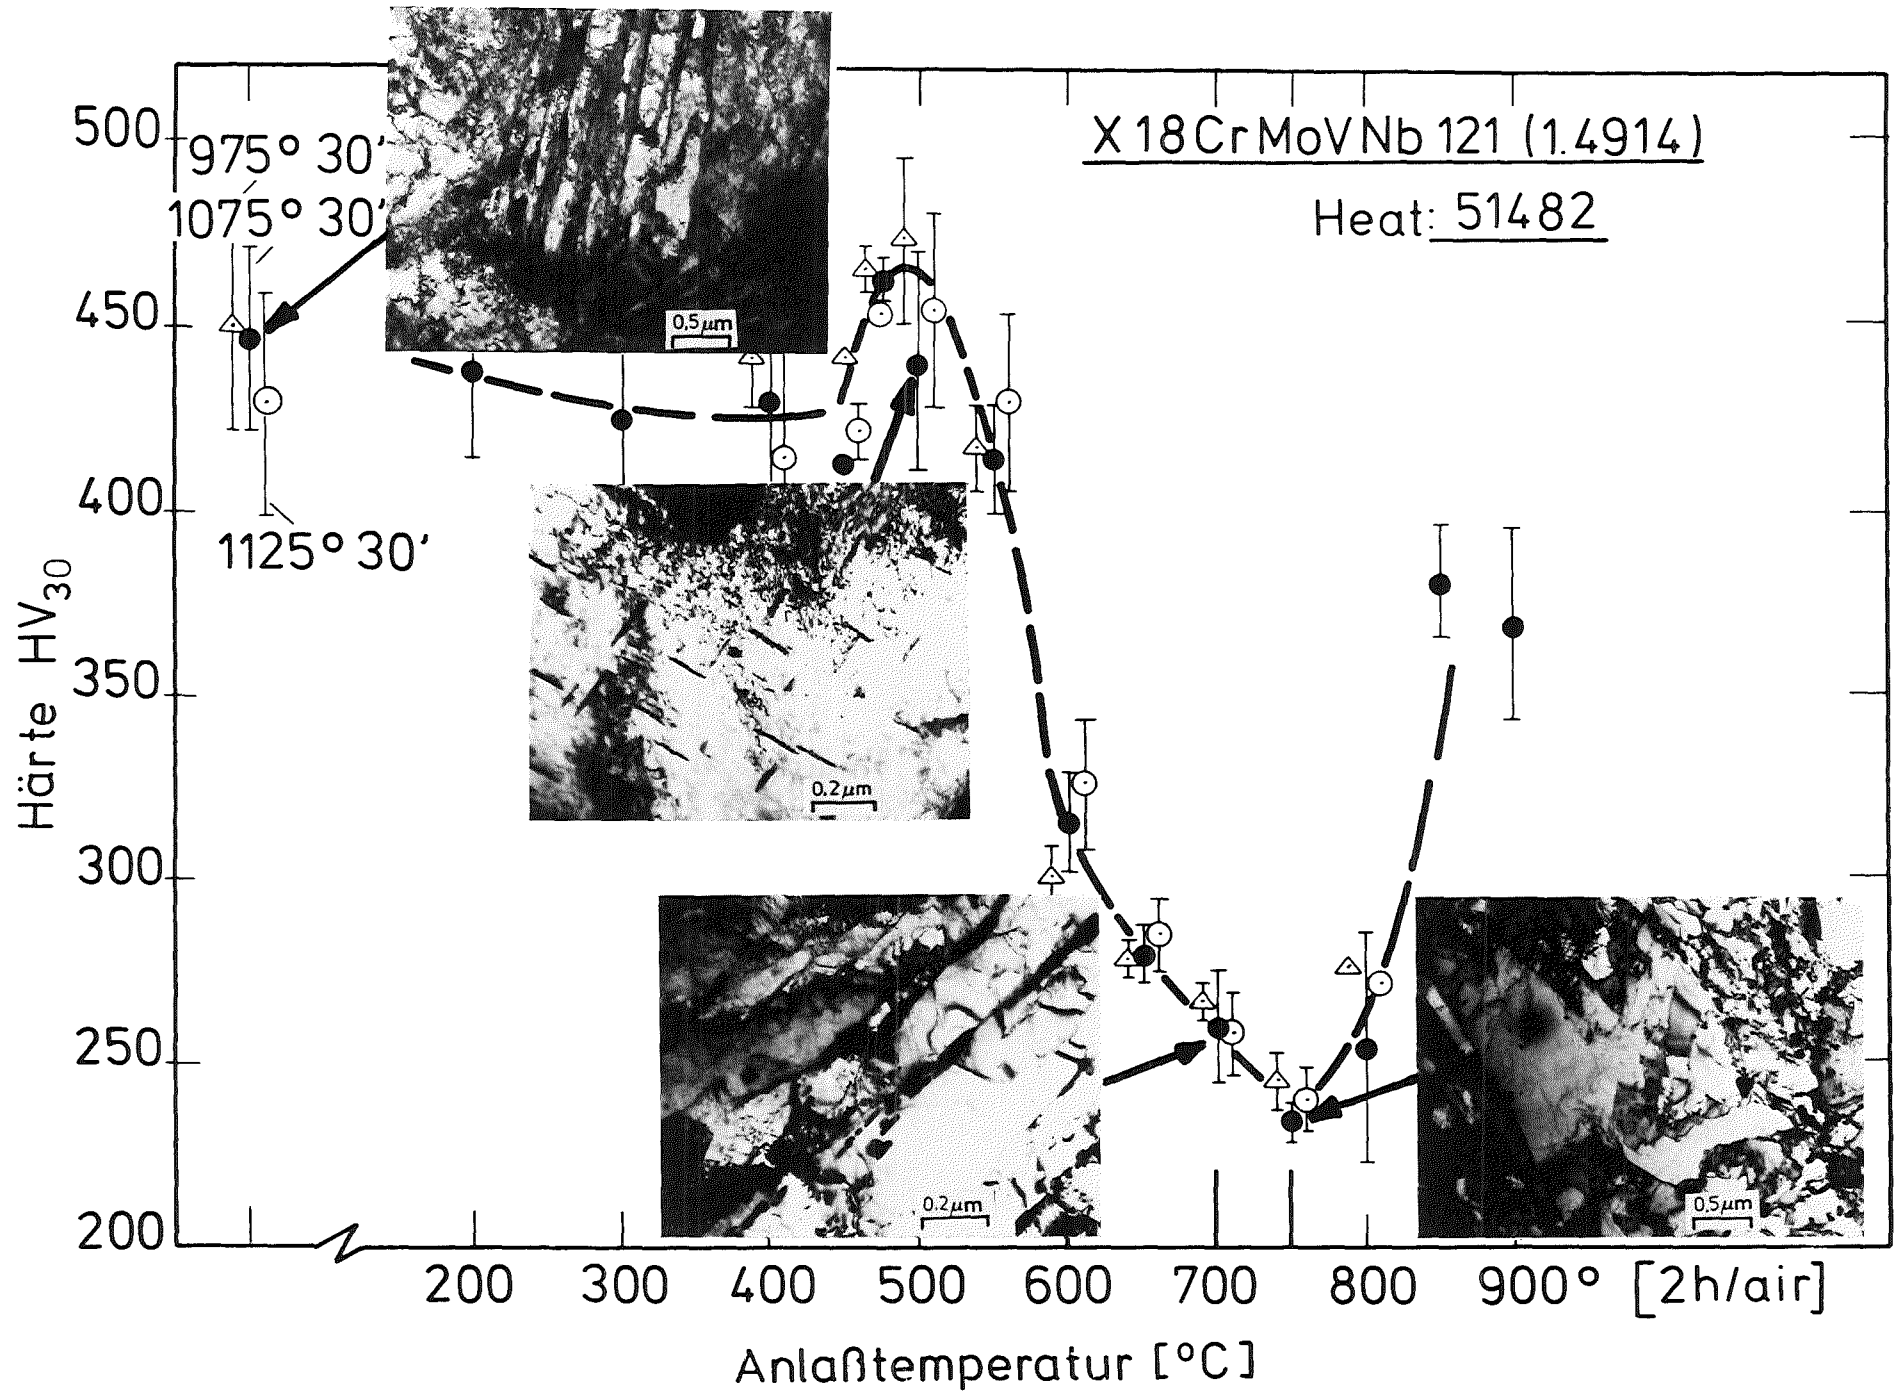 500
975° 30'
1075° 30'
X 18 Cr Mo V Nb 121 (1.4914)
Heat: 51482
0,5 µm
450
400
1125° 30'
350
0.2 µm
300
250
0.2 µm
0,5 µm
200
Härte HV30
200 300 400 500 600 700 800 900° [2h/air]
Anlaßtemperatur [°C]